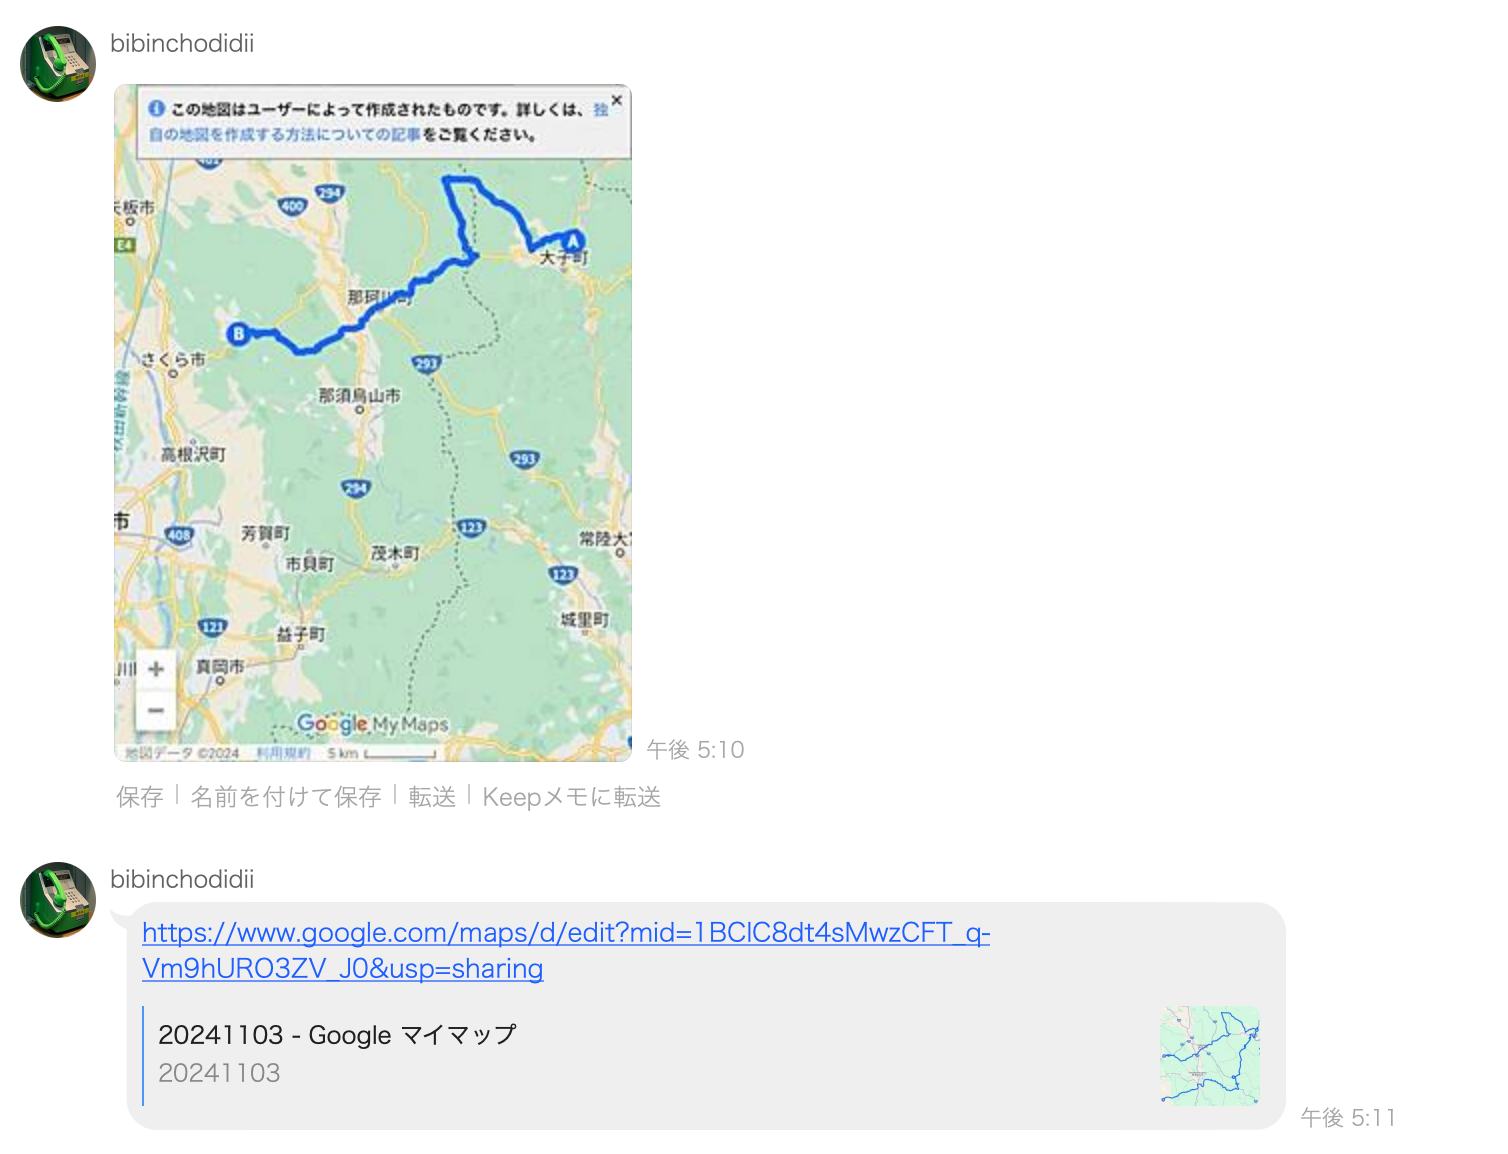 bibinchodidii
この地図はユーザーによって作成されたものです。詳しくは、独
自の地図を作成する方法についての記事をご覧ください。
×
461
294
400
矢板市
E4
A
大子町
那珂川町
B
さくら市
293
秋田新幹線
那須烏山市
高根沢町
293
294
市
408
芳賀町
123
常陸大
茂木町
市貝町
123
121
城里町
益子町
真岡市
+
−
Google My Maps
地図データ ©2024 利用規約 5 km
午後 5:10
保存 | 名前を付けて保存 | 転送 | Keepメモに転送
bibinchodidii
https://www.google.com/maps/d/edit?mid=1BClC8dt4sMwzCFT_q-
Vm9hURO3ZV_J0&usp=sharing
20241103 - Google マイマップ
20241103
午後 5:11